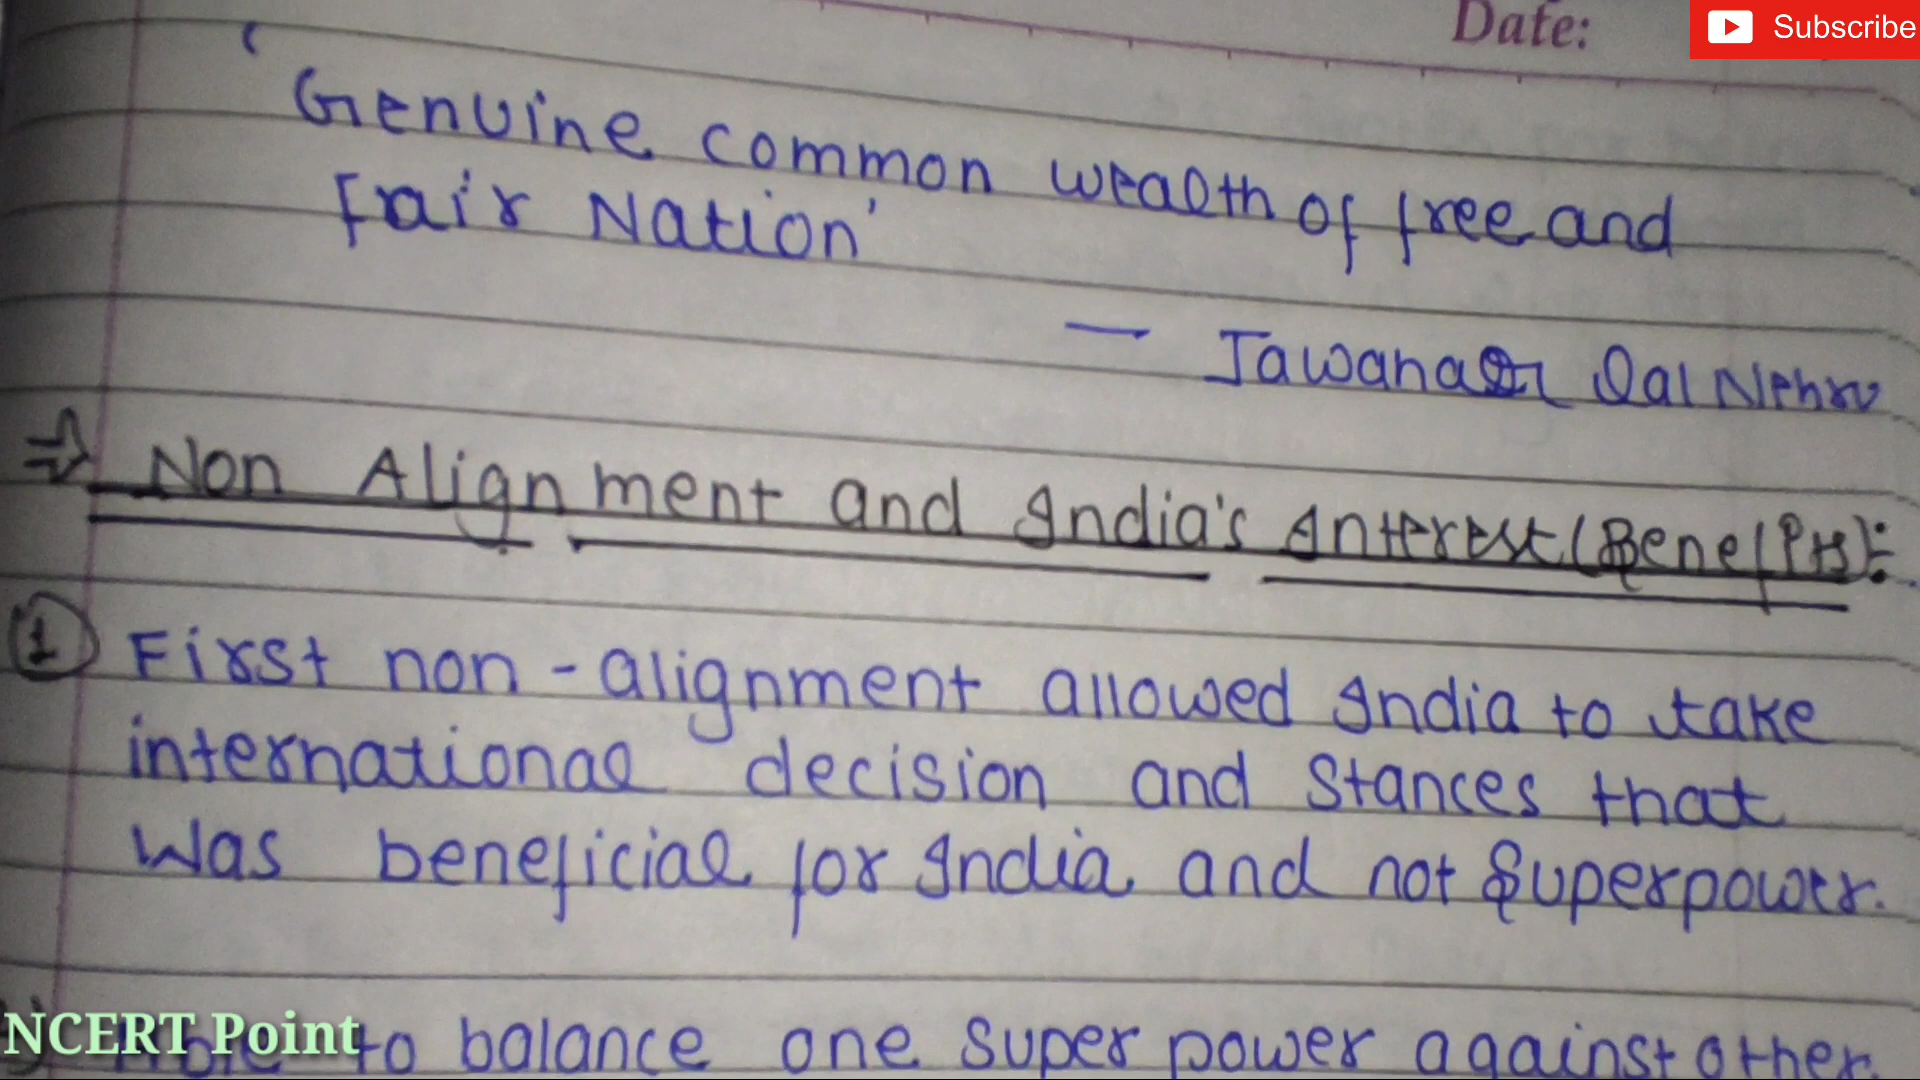 Date:
Subscribe
'Genuine common wealth of free and
fair Nation'
— Jawahar Lal Nehru
⇒ Non Alignment and India's Interest (Benefits):
① First non-alignment allowed India to take
international decision and stances that
was beneficial for India and not Superpower.
NCERT Point
to balance one super power against other